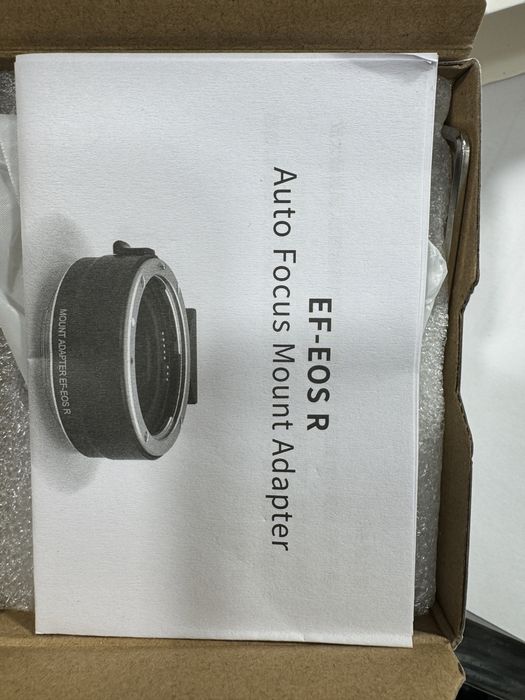 EF-EOS R
Auto Focus Mount Adapter
MOUNT ADAPTER EF-EOS R